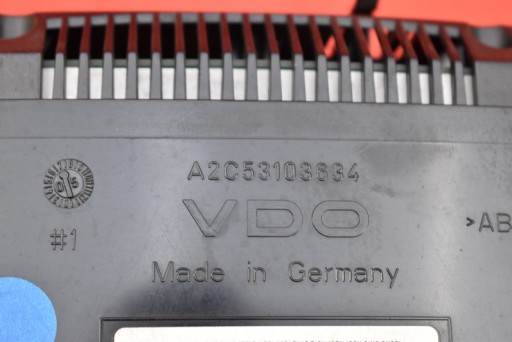 A2C53103634
VDO
#1
>AB
Made in Germany